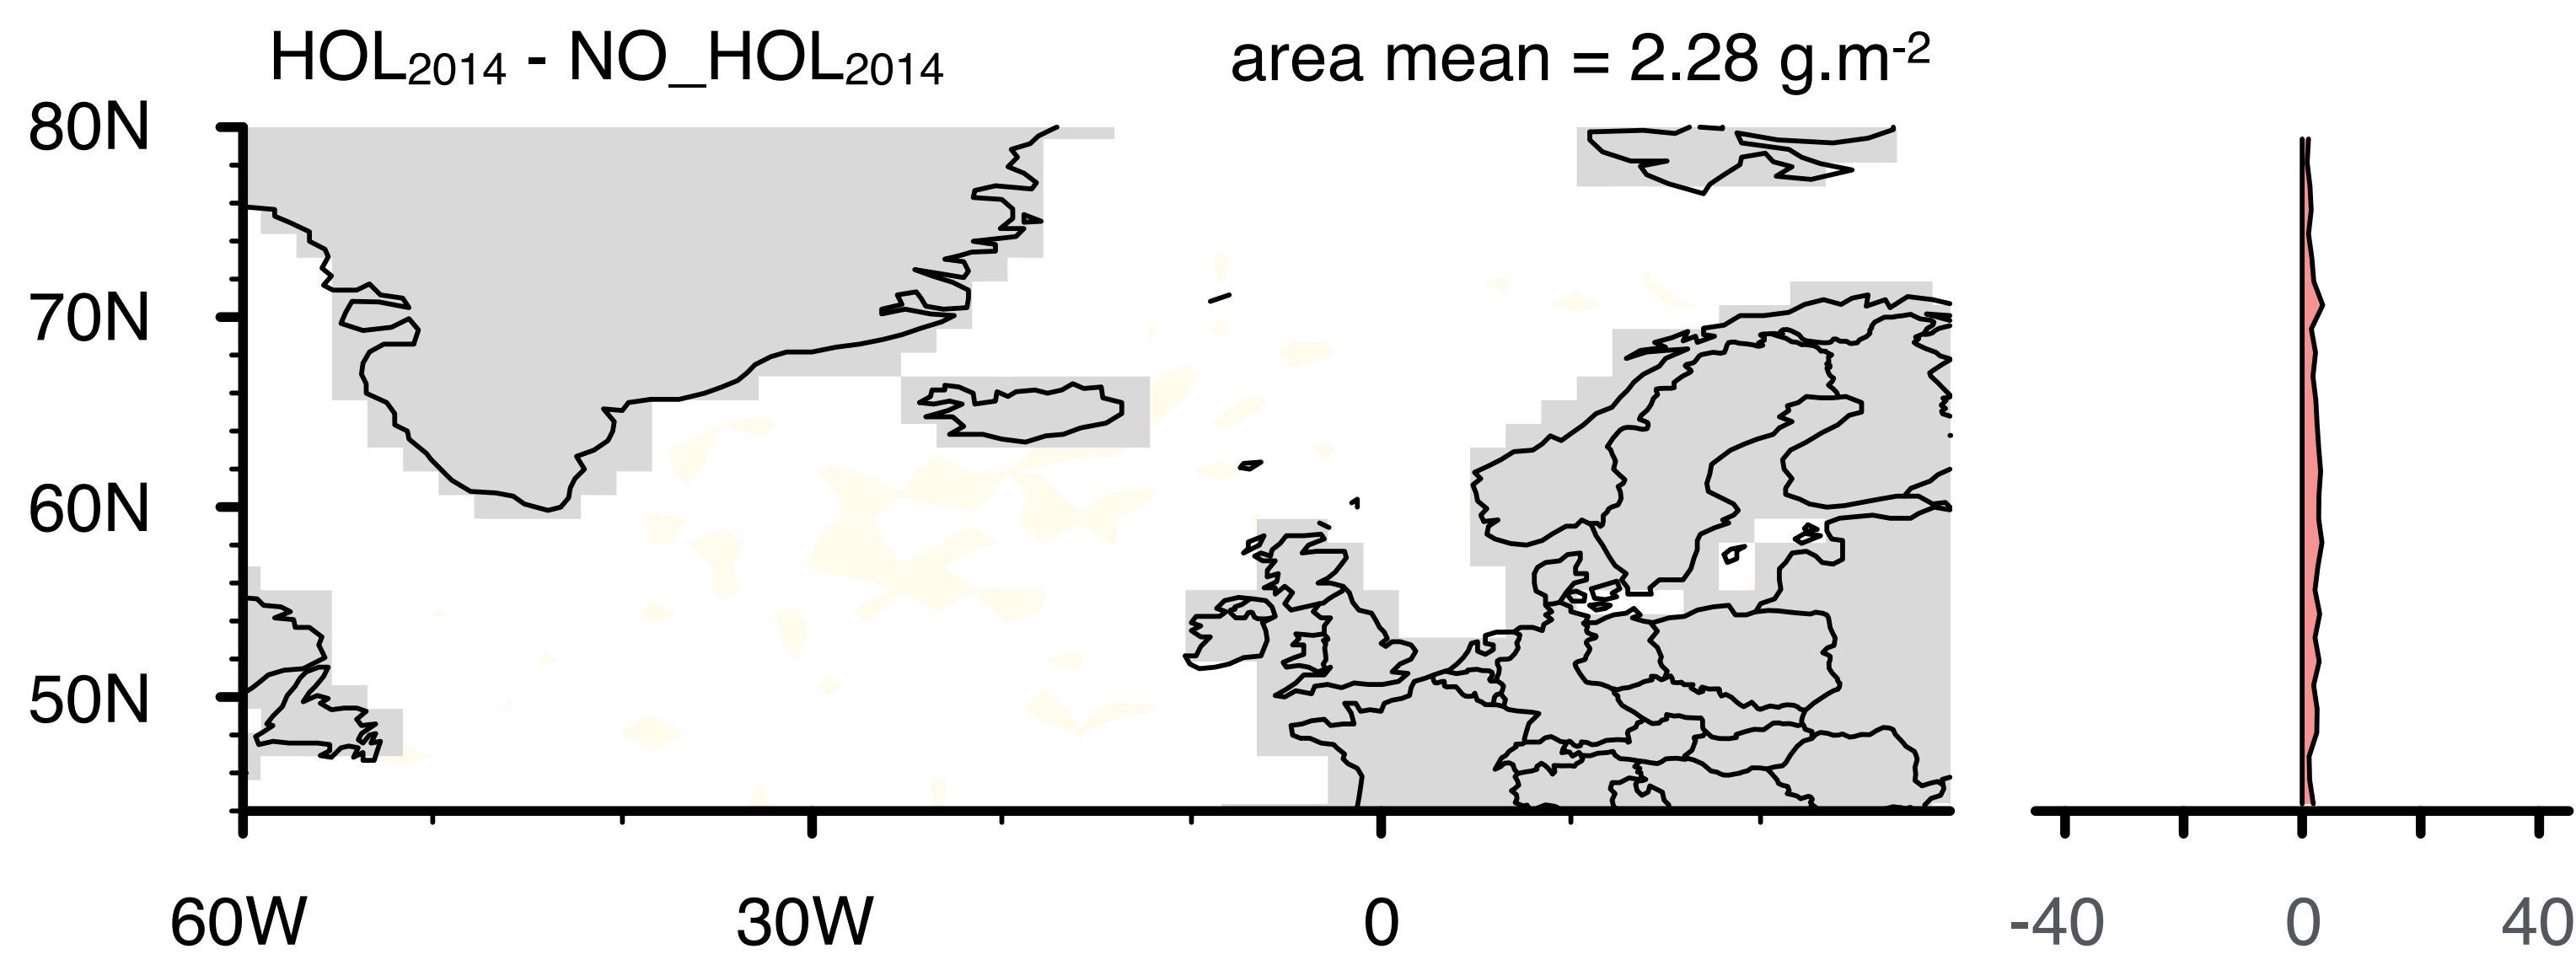 HOL₂₀₁₄ - NO_HOL₂₀₁₄ area mean = 2.28 g.m⁻²
80N
70N
60N
50N
60W 30W 0 -40 0 40